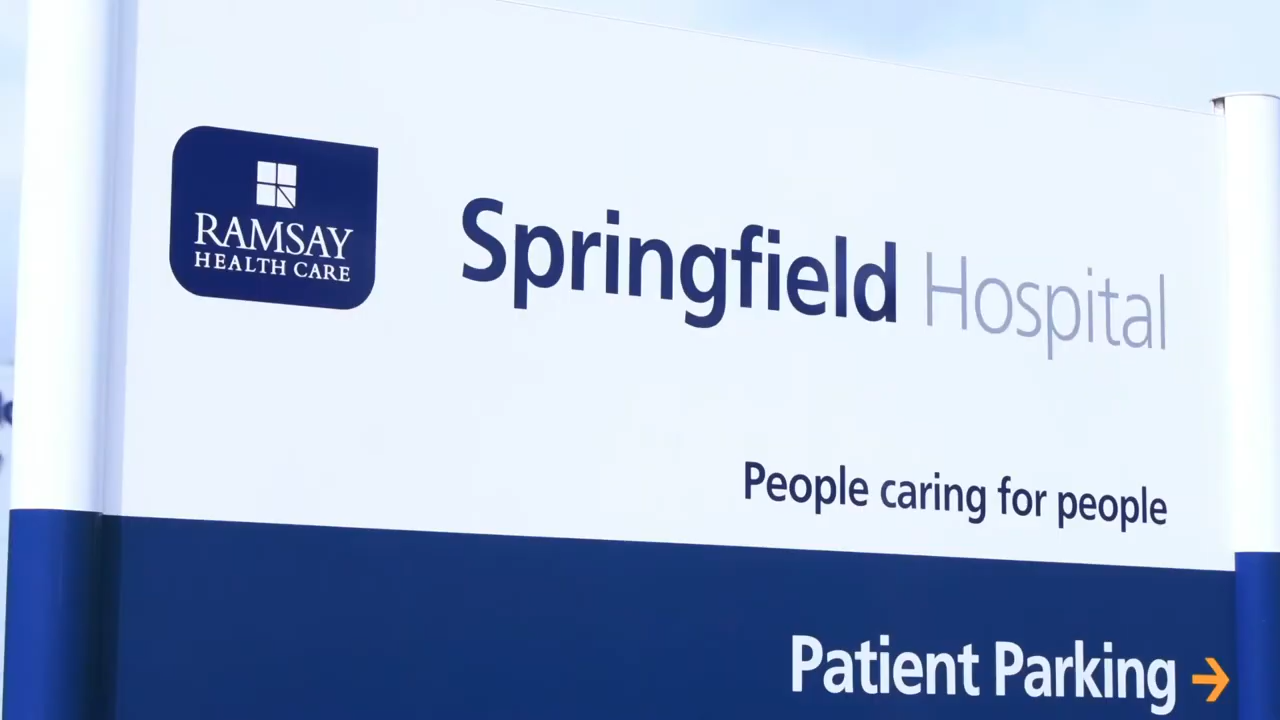 RAMSAY
HEALTH CARE
Springfield Hospital
People caring for people
Patient Parking →